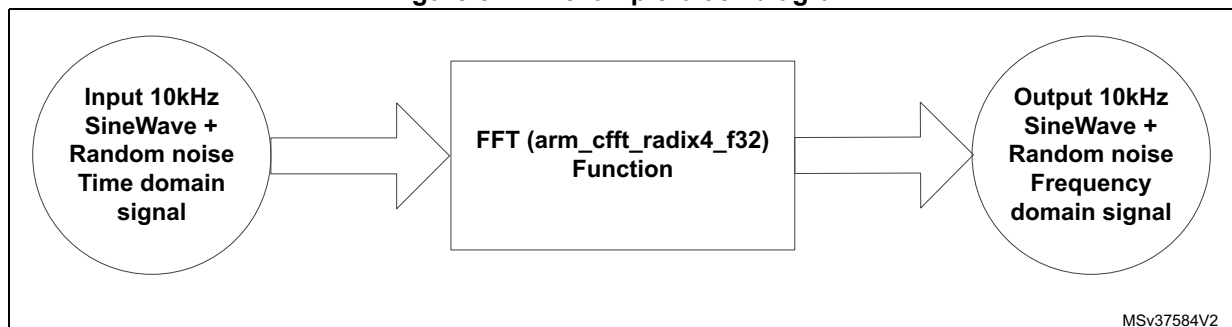 Input 10kHz
SineWave +
Random noise
Time domain
signal
FFT (arm_cfft_radix4_f32)
Function
Output 10kHz
SineWave +
Random noise
Frequency
domain signal
MSv37584V2